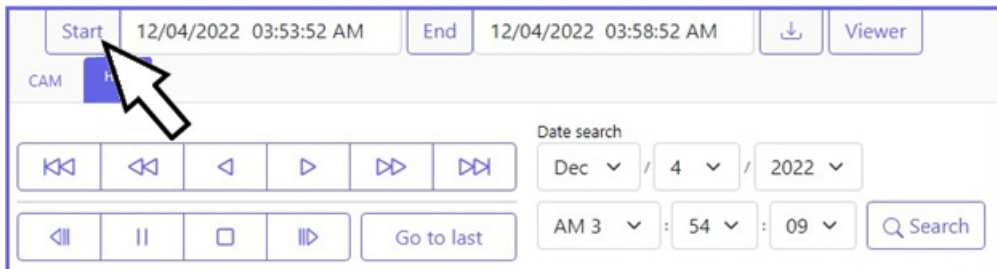 Start 12/04/2022 03:53:52 AM End 12/04/2022 03:58:52 AM Viewer
CAM
Date search
Dec / 4 / 2022
AM 3 : 54 : 09 Search
Go to last